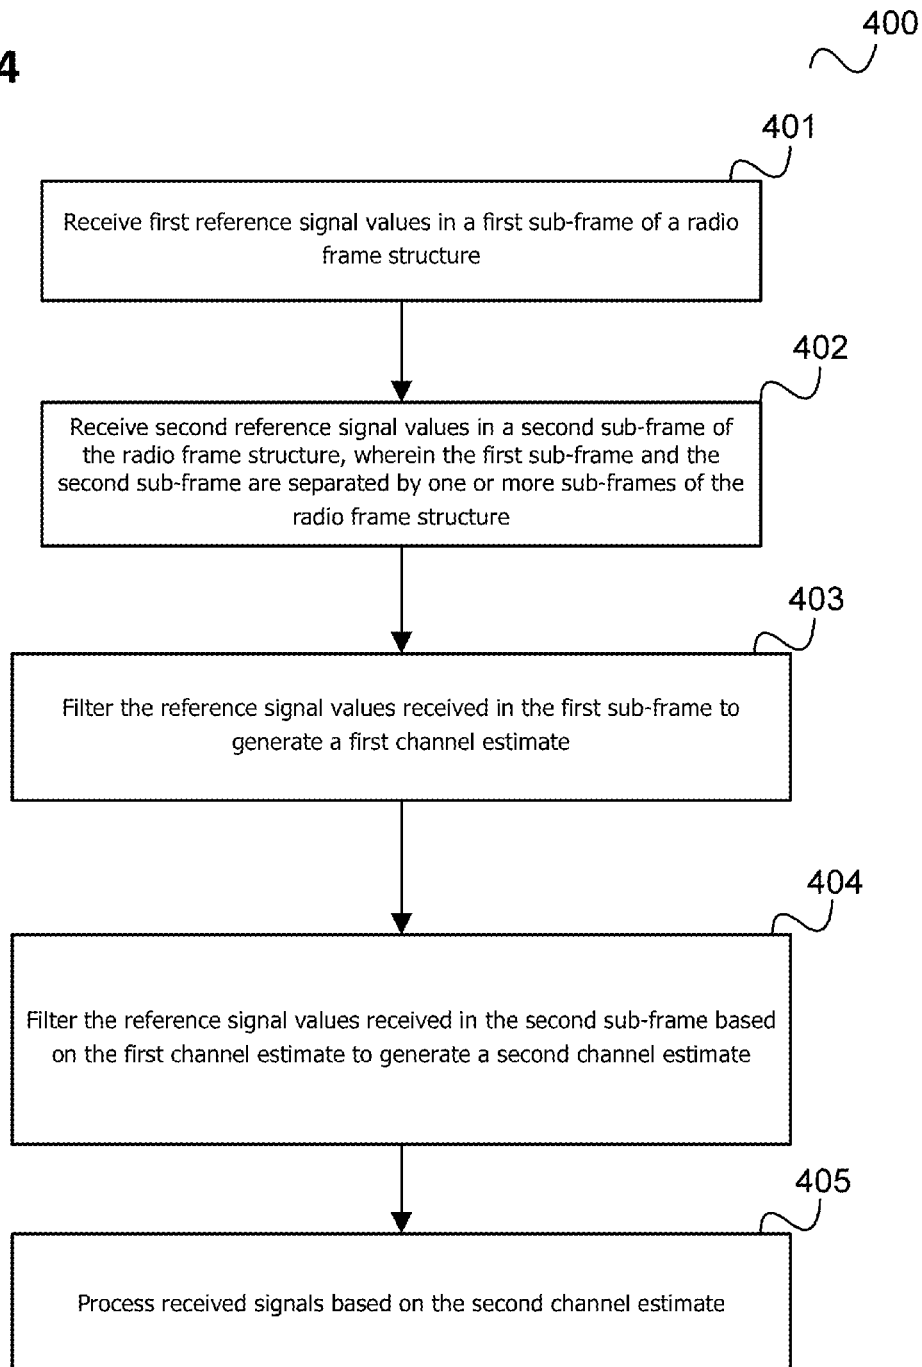 400
4
401
Receive first reference signal values in a first sub-frame of a radio
frame structure
402
Receive second reference signal values in a second sub-frame of
the radio frame structure, wherein the first sub-frame and the
second sub-frame are separated by one or more sub-frames of the
radio frame structure
403
Filter the reference signal values received in the first sub-frame to
generate a first channel estimate
404
Filter the reference signal values received in the second sub-frame based
on the first channel estimate to generate a second channel estimate
405
Process received signals based on the second channel estimate